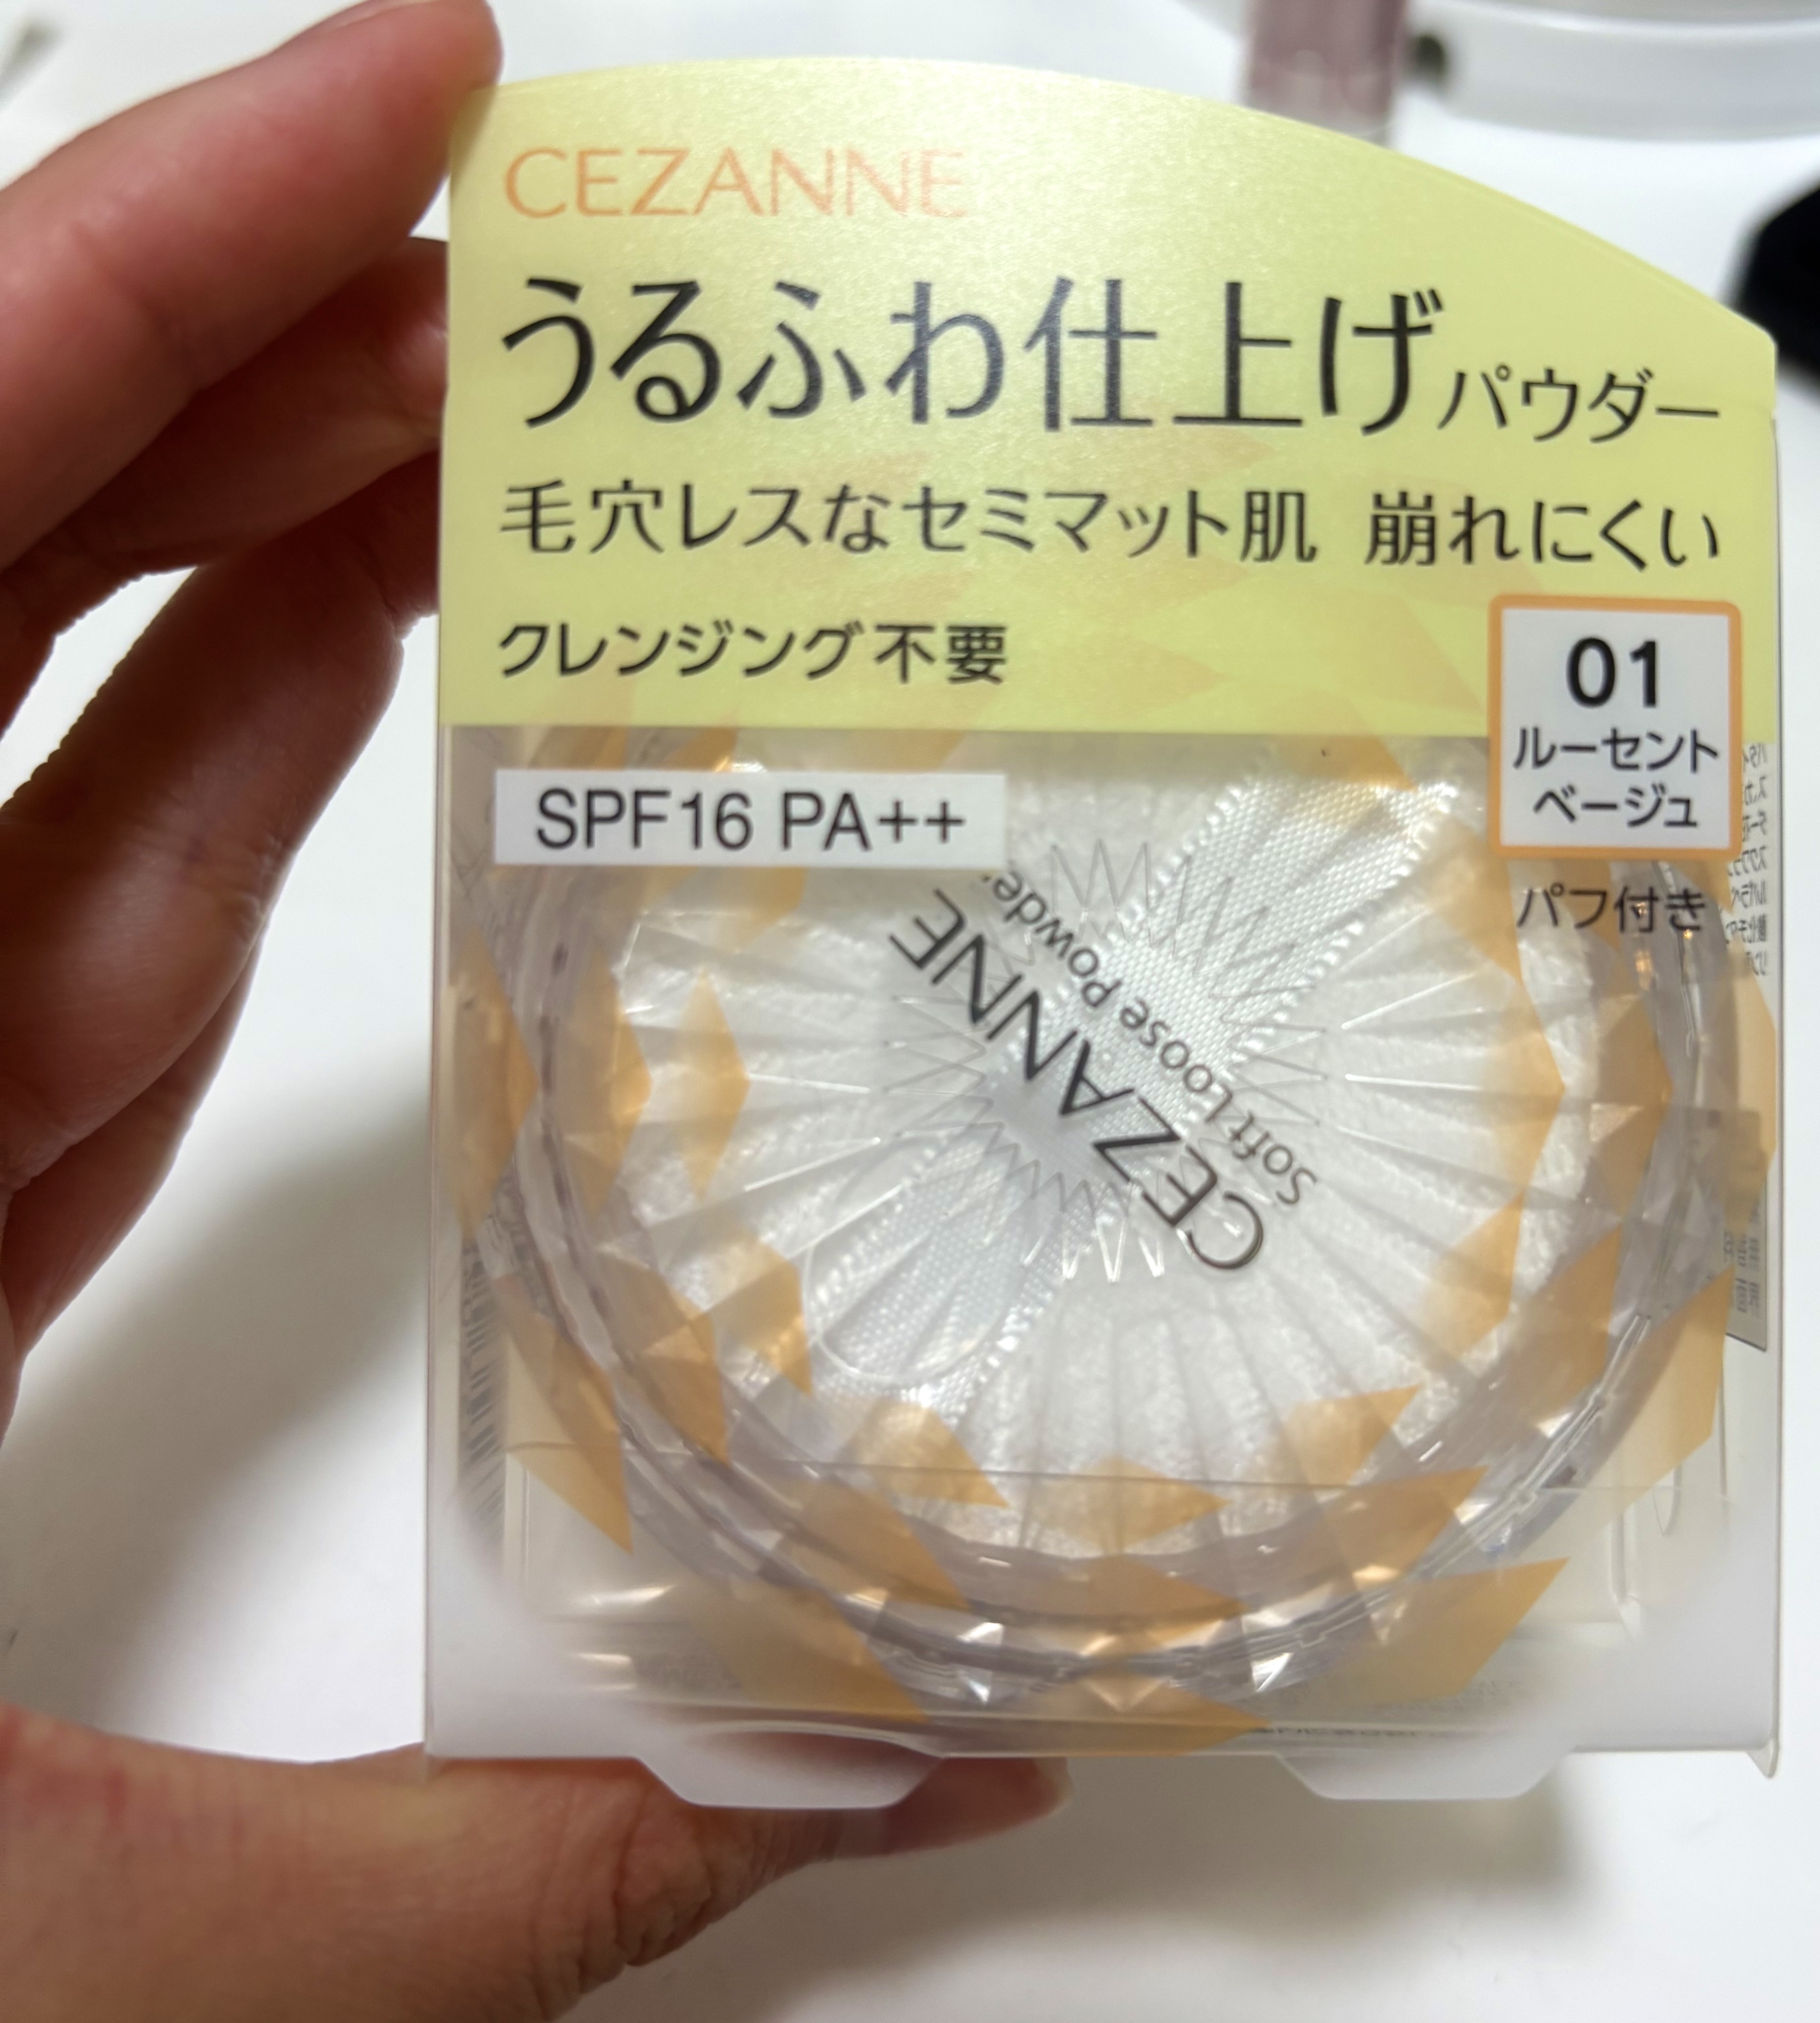 CEZANNE
うるふわ仕上げパウダー
毛穴レスなセミマット肌 崩れにくい
クレンジング不要
01
ルーセント
ベージュ
SPF16 PA++
パフ付き
CEZANNE
Soft Loose Powder